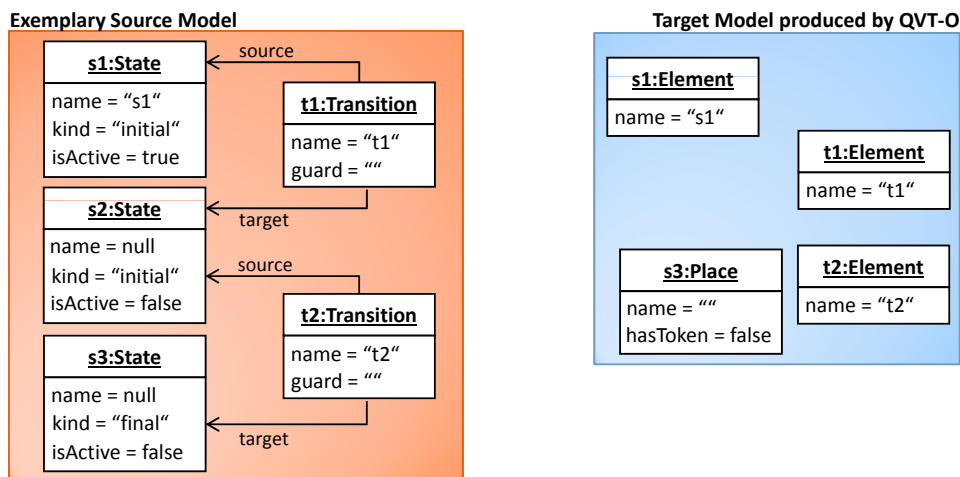 Exemplary Source Model
s1:State
name = “s1“
kind = “initial“
isActive = true
s2:State
name = null
kind = “initial“
isActive = false
s3:State
name = null
kind = “final“
isActive = false
source
target
source
target
t1:Transition
name = “t1“
guard = ““
t2:Transition
name = “t2“
guard = ““
Target Model produced by QVT-O
s1:Element
name = “s1“
t1:Element
name = “t1“
s3:Place
name = ““
hasToken = false
t2:Element
name = “t2“